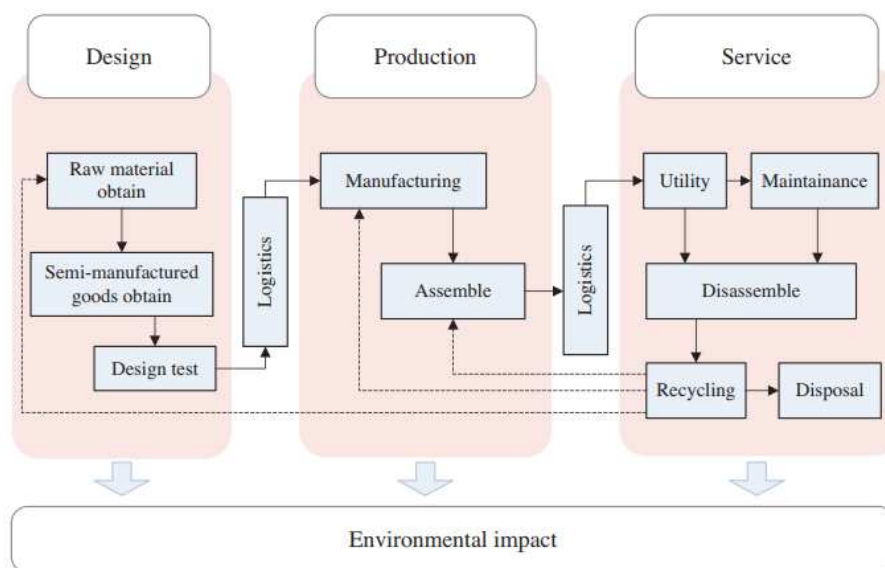 Design
Production
Service
Raw material
obtain
Semi-manufactured
goods obtain
Design test
Logistics
Manufacturing
Assemble
Logistics
Utility
Maintainance
Disassemble
Recycling
Disposal
Environmental impact